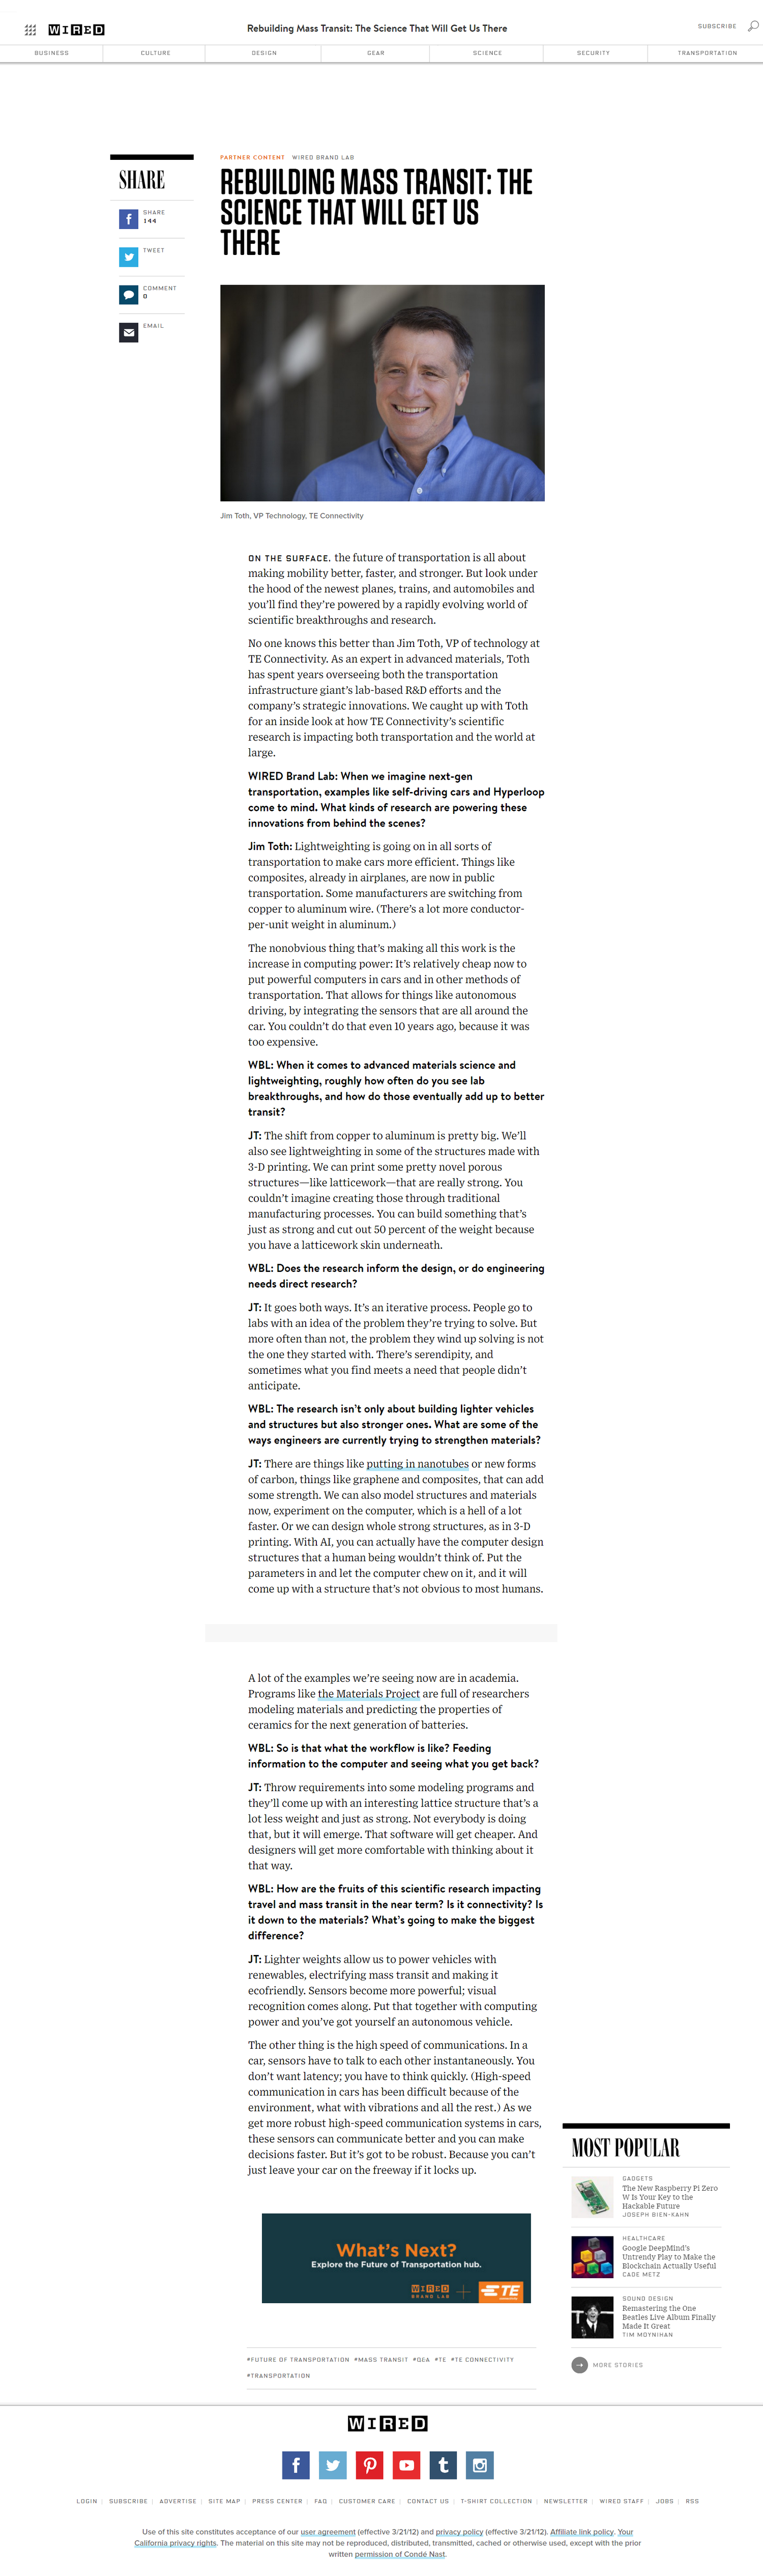 WIRED
Rebuilding Mass Transit: The Science That Will Get Us There
SUBSCRIBE
BUSINESS
CULTURE
DESIGN
GEAR
SCIENCE
SECURITY
TRANSPORTATION
SHARE
SHARE
144
TWEET
COMMENT
0
EMAIL
PARTNER CONTENT WIRED BRAND LAB
REBUILDING MASS TRANSIT: THE
SCIENCE THAT WILL GET US
THERE
Jim Toth, VP Technology, TE Connectivity
ON THE SURFACE, the future of transportation is all about
making mobility better, faster, and stronger. But look under
the hood of the newest planes, trains, and automobiles and
you’ll find they’re powered by a rapidly evolving world of
scientific breakthroughs and research.
No one knows this better than Jim Toth, VP of technology at
TE Connectivity. As an expert in advanced materials, Toth
has spent years overseeing both the transportation
infrastructure giant’s lab-based R&D efforts and the
company’s strategic innovations. We caught up with Toth
for an inside look at how TE Connectivity’s scientific
research is impacting both transportation and the world at
large.
WIRED Brand Lab: When we imagine next-gen
transportation, examples like self-driving cars and Hyperloop
come to mind. What kinds of research are powering these
innovations from behind the scenes?
Jim Toth: Lightweighting is going on in all sorts of
transportation to make cars more efficient. Things like
composites, already in airplanes, are now in public
transportation. Some manufacturers are switching from
copper to aluminum wire. (There’s a lot more conductor-
per-unit weight in aluminum.)
The nonobvious thing that’s making all this work is the
increase in computing power: It’s relatively cheap now to
put powerful computers in cars and in other methods of
transportation. That allows for things like autonomous
driving, by integrating the sensors that are all around the
car. You couldn’t do that even 10 years ago, because it was
too expensive.
WBL: When it comes to advanced materials science and
lightweighting, roughly how often do you see lab
breakthroughs, and how do those eventually add up to better
transit?
JT: The shift from copper to aluminum is pretty big. We’ll
also see lightweighting in some of the structures made with
3-D printing. We can print some pretty novel porous
structures—like latticework—that are really strong. You
couldn’t imagine creating those through traditional
manufacturing processes. You can build something that’s
just as strong and cut out 50 percent of the weight because
you have a latticework skin underneath.
WBL: Does the research inform the design, or do engineering
needs direct research?
JT: It goes both ways. It’s an iterative process. People go to
labs with an idea of the problem they’re trying to solve. But
more often than not, the problem they wind up solving is not
the one they started with. There’s serendipity, and
sometimes what you find meets a need that people didn’t
anticipate.
WBL: The research isn’t only about building lighter vehicles
and structures but also stronger ones. What are some of the
ways engineers are currently trying to strengthen materials?
JT: There are things like putting in nanotubes or new forms
of carbon, things like graphene and composites, that can add
some strength. We can also model structures and materials
now, experiment on the computer, which is a hell of a lot
faster. Or we can design whole strong structures, as in 3-D
printing. With AI, you can actually have the computer design
structures that a human being wouldn’t think of. Put the
parameters in and let the computer chew on it, and it will
come up with a structure that’s not obvious to most humans.
A lot of the examples we’re seeing now are in academia.
Programs like the Materials Project are full of researchers
modeling materials and predicting the properties of
ceramics for the next generation of batteries.
WBL: So is that what the workflow is like? Feeding
information to the computer and seeing what you get back?
JT: Throw requirements into some modeling programs and
they’ll come up with an interesting lattice structure that’s a
lot less weight and just as strong. Not everybody is doing
that, but it will emerge. That software will get cheaper. And
designers will get more comfortable with thinking about it
that way.
WBL: How are the fruits of this scientific research impacting
travel and mass transit in the near term? Is it connectivity? Is
it down to the materials? What’s going to make the biggest
difference?
JT: Lighter weights allow us to power vehicles with
renewables, electrifying mass transit and making it
ecofriendly. Sensors become more powerful; visual
recognition comes along. Put that together with computing
power and you’ve got yourself an autonomous vehicle.
The other thing is the high speed of communications. In a
car, sensors have to talk to each other instantaneously. You
don’t want latency; you have to think quickly. (High-speed
communication in cars has been difficult because of the
environment, what with vibrations and all the rest.) As we
get more robust high-speed communication systems in cars,
these sensors can communicate better and you can make
decisions faster. But it’s got to be robust. Because you can’t
just leave your car on the freeway if it locks up.
What’s Next?
Explore the Future of Transportation hub.
WIRED
BRAND LAB
TE
MOST POPULAR
GADGETS
The New Raspberry Pi Zero
W Is Your Key to the
Hackable Future
JOSEPH BIEN-KAHN
HEALTHCARE
Google DeepMind’s
Untrendy Play to Make the
Blockchain Actually Useful
CADE METZ
SOUND DESIGN
Remastering the One
Beatles Live Album Finally
Made It Great
TIM MOYNIHAN
MORE STORIES
#FUTURE OF TRANSPORTATION #MASS TRANSIT #Q&A #TE #TE CONNECTIVITY
#TRANSPORTATION
WIRED
LOGIN SUBSCRIBE ADVERTISE SITE MAP PRESS CENTER FAQ CUSTOMER CARE CONTACT US T-SHIRT COLLECTION NEWSLETTER WIRED STAFF JOBS RSS
Use of this site constitutes acceptance of our user agreement (effective 3/21/12) and privacy policy (effective 3/21/12). Affiliate link policy. Your
California privacy rights. The material on this site may not be reproduced, distributed, transmitted, cached or otherwise used, except with the prior
written permission of Condé Nast.